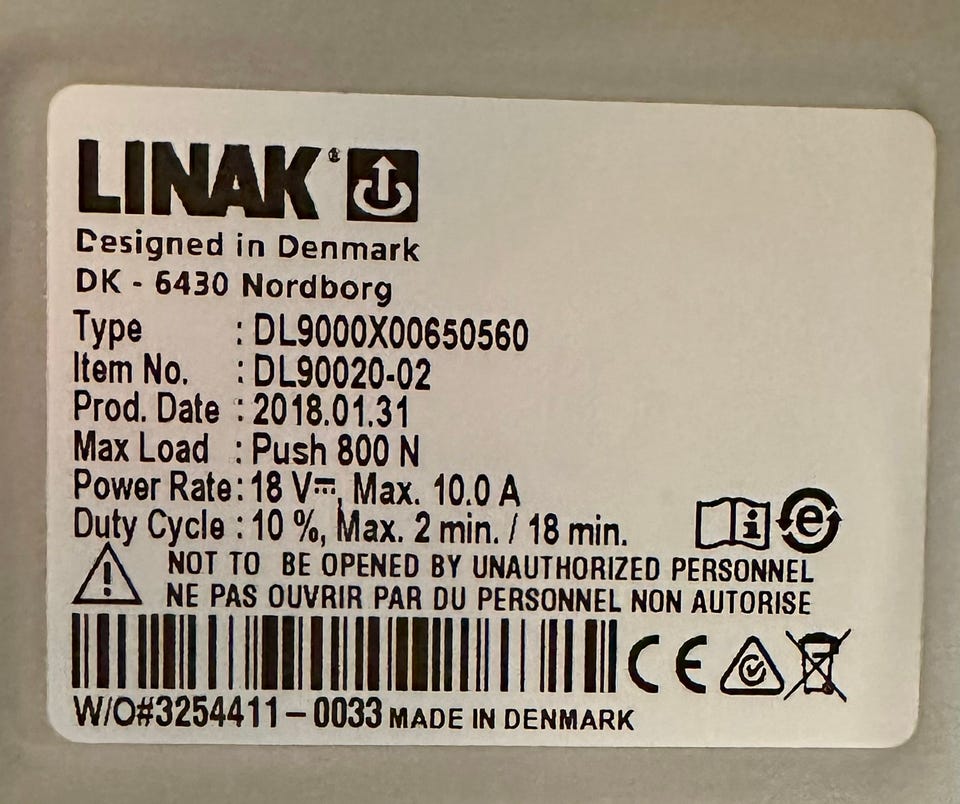 LINAK®
Designed in Denmark
DK - 6430 Nordborg
Type : DL9000X00650560
Item No. : DL90020-02
Prod. Date : 2018.01.31
Max Load : Push 800 N
Power Rate: 18 V⎓, Max. 10.0 A
Duty Cycle : 10 %, Max. 2 min. / 18 min.
NOT TO BE OPENED BY UNAUTHORIZED PERSONNEL
NE PAS OUVRIR PAR DU PERSONNEL NON AUTORISE
CE
W/O#3254411-0033 MADE IN DENMARK